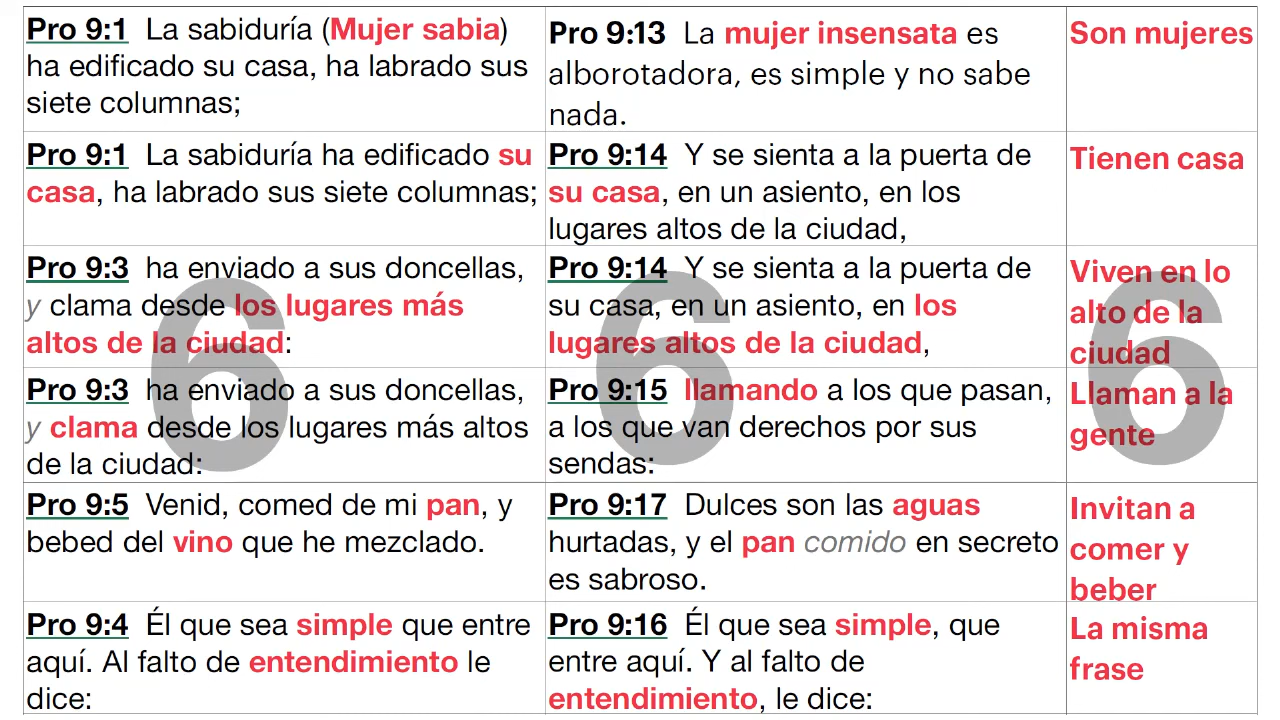 Pro 9:1 La sabiduría (Mujer sabia)
ha edificado su casa, ha labrado sus
siete columnas;
Pro 9:13 La mujer insensata es
alborotadora, es simple y no sabe
nada.
Son mujeres
Pro 9:1 La sabiduría ha edificado su
casa, ha labrado sus siete columnas;
Pro 9:14 Y se sienta a la puerta de
su casa, en un asiento, en los
lugares altos de la ciudad,
Tienen casa
Pro 9:3 ha enviado a sus doncellas,
y clama desde los lugares más
altos de la ciudad:
Pro 9:14 Y se sienta a la puerta de
su casa, en un asiento, en los
lugares altos de la ciudad,
Viven en lo
alto de la
ciudad
Pro 9:3 ha enviado a sus doncellas,
y clama desde los lugares más altos
de la ciudad:
Pro 9:15 llamando a los que pasan,
a los que van derechos por sus
sendas:
Llaman a la
gente
6 6 6
Pro 9:5 Venid, comed de mi pan, y
bebed del vino que he mezclado.
Pro 9:17 Dulces son las aguas
hurtadas, y el pan comido en secreto
es sabroso.
Invitan a
comer y
beber
Pro 9:4 Él que sea simple que entre
aquí. Al falto de entendimiento le
dice:
Pro 9:16 Él que sea simple, que
entre aquí. Y al falto de
entendimiento, le dice:
La misma
frase